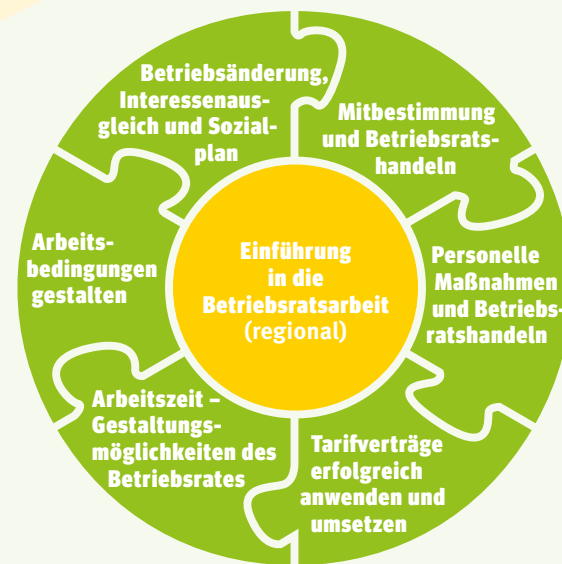 Betriebsänderung,
Interessenaus-
gleich und Sozial-
plan
Mitbestimmung
und Betriebsrats-
handeln
Arbeits-
bedingungen
gestalten
Einführung
in die
Betriebsratsarbeit
(regional)
Personelle
Maßnahmen
und Betriebs-
ratshandeln
Arbeitszeit –
Gestaltungs-
möglichkeiten des
Betriebsrates
Tarifverträge
erfolgreich
anwenden und
umsetzen